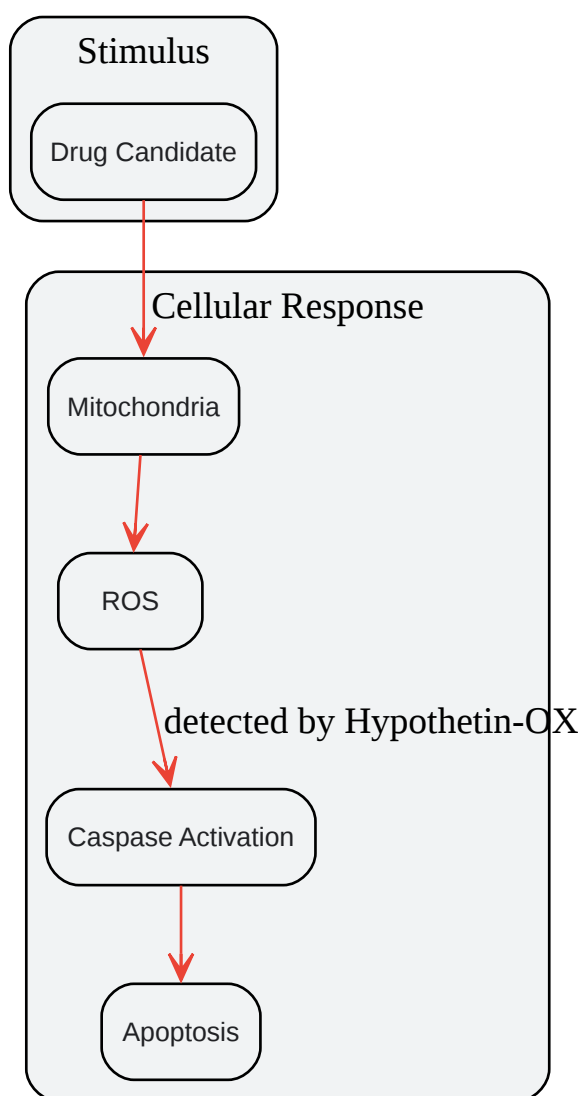 Stimulus
Drug Candidate
Cellular Response
Mitochondria
ROS
detected by Hypothetin-OX
Caspase Activation
Apoptosis